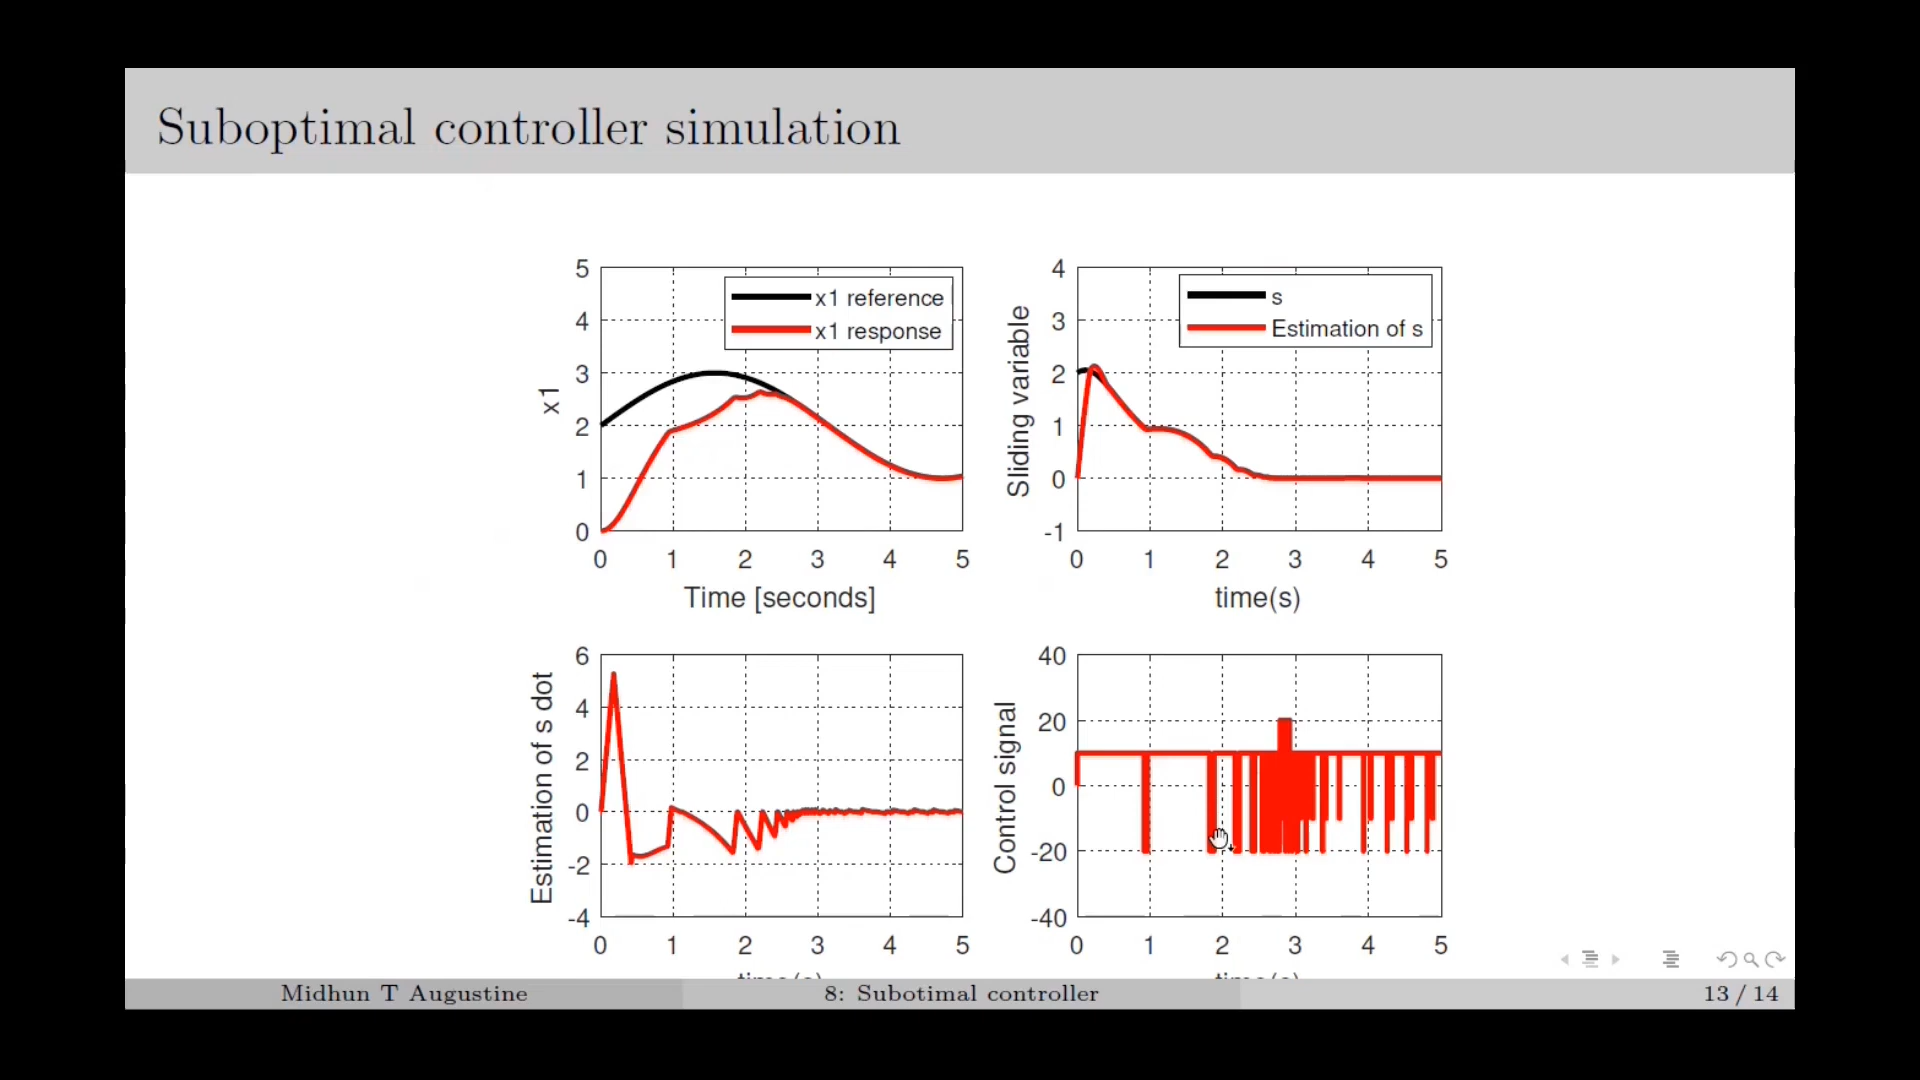 Suboptimal controller simulation
5
4
3
2
1
0
x1
x1 reference
x1 response
0 1 2 3 4 5
Time [seconds]
4
3
2
1
0
-1
Sliding variable
s
Estimation of s
0 1 2 3 4 5
time(s)
6
4
2
0
-2
-4
Estimation of s dot
0 1 2 3 4 5
time(s)
40
20
0
-20
-40
Control signal
0 1 2 3 4 5
time(s)
Midhun T Augustine
8: Subotimal controller
13 / 14